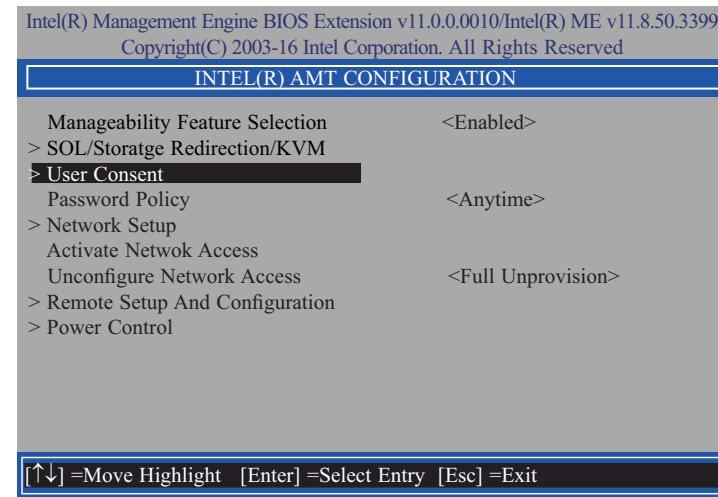 Intel(R) Management Engine BIOS Extension v11.0.0.0010/Intel(R) ME v11.8.50.3399
Copyright(C) 2003-16 Intel Corporation. All Rights Reserved
INTEL(R) AMT CONFIGURATION
Manageability Feature Selection <Enabled>
> SOL/Storatge Redirection/KVM
> User Consent
Password Policy <Anytime>
> Network Setup
Activate Netwok Access
Unconfigure Network Access <Full Unprovision>
> Remote Setup And Configuration
> Power Control
[↑↓] =Move Highlight [Enter] =Select Entry [Esc] =Exit